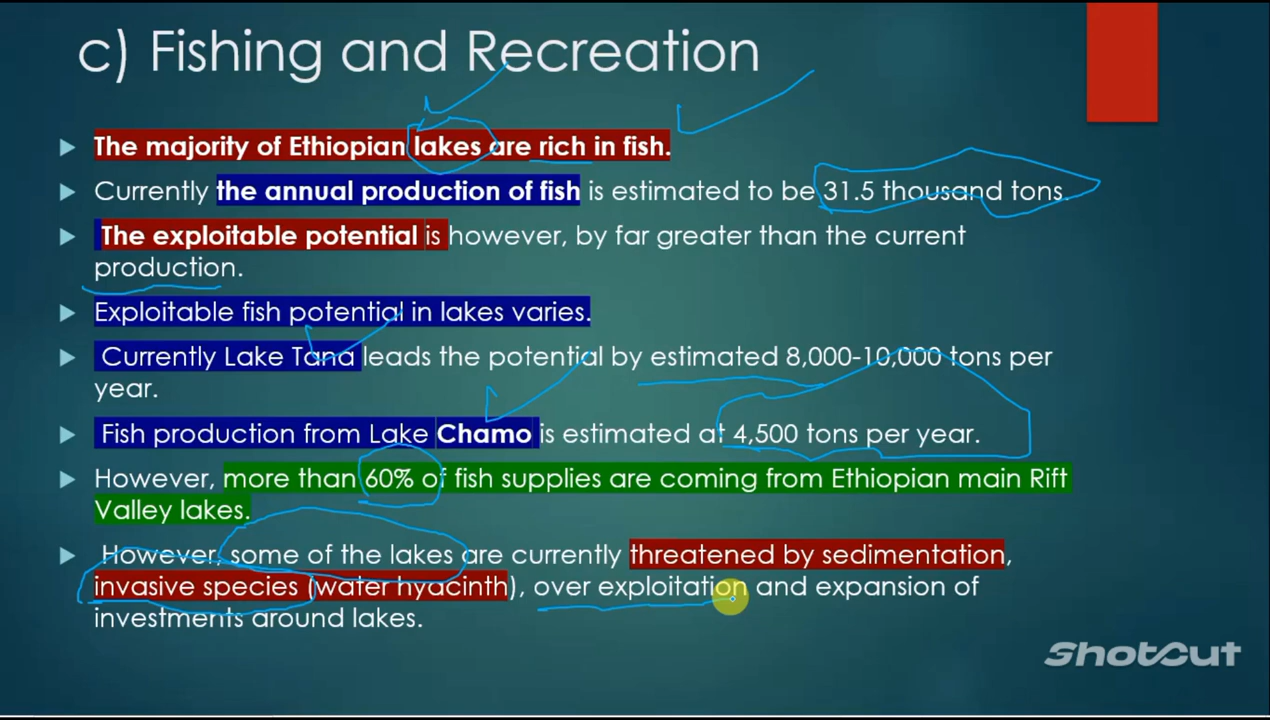 c) Fishing and Recreation
The majority of Ethiopian lakes are rich in fish.
Currently the annual production of fish is estimated to be 31.5 thousand tons.
The exploitable potential is however, by far greater than the current
production.
Exploitable fish potential in lakes varies.
Currently Lake Tana leads the potential by estimated 8,000-10,000 tons per
year.
Fish production from Lake Chamo is estimated at 4,500 tons per year.
However, more than 60% of fish supplies are coming from Ethiopian main Rift
Valley lakes.
However, some of the lakes are currently threatened by sedimentation,
invasive species (water hyacinth), over exploitation and expansion of
investments around lakes.
ShotCut